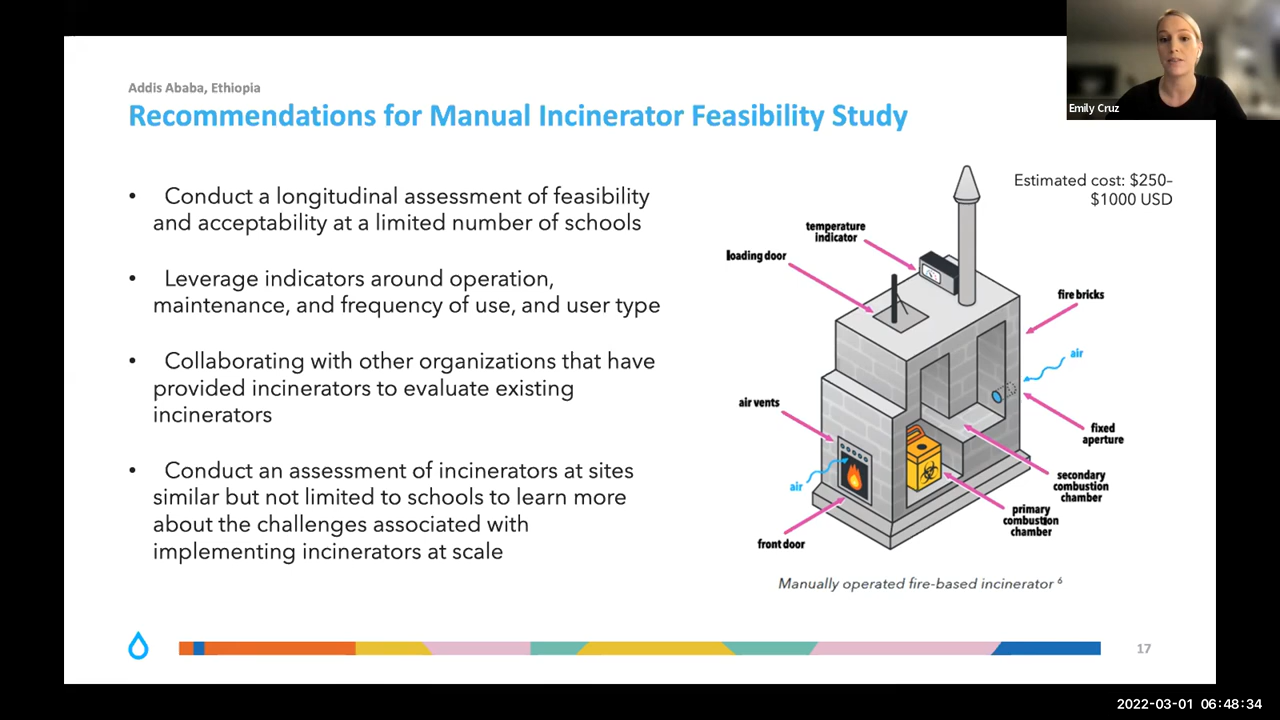 Addis Ababa, Ethiopia
Recommendations for Manual Incinerator Feasibility Study
Emily Cruz
• Conduct a longitudinal assessment of feasibility
and acceptability at a limited number of schools
• Leverage indicators around operation,
maintenance, and frequency of use, and user type
• Collaborating with other organizations that have
provided incinerators to evaluate existing
incinerators
• Conduct an assessment of incinerators at sites
similar but not limited to schools to learn more
about the challenges associated with
implementing incinerators at scale
Estimated cost: $250–
$1000 USD
temperature
indicator
loading door
fire bricks
air
air vents
fixed
aperture
air
secondary
combustion
chamber
primary
combustion
chamber
front door
Manually operated fire-based incinerator 6
17
2022-03-01 06:48:34